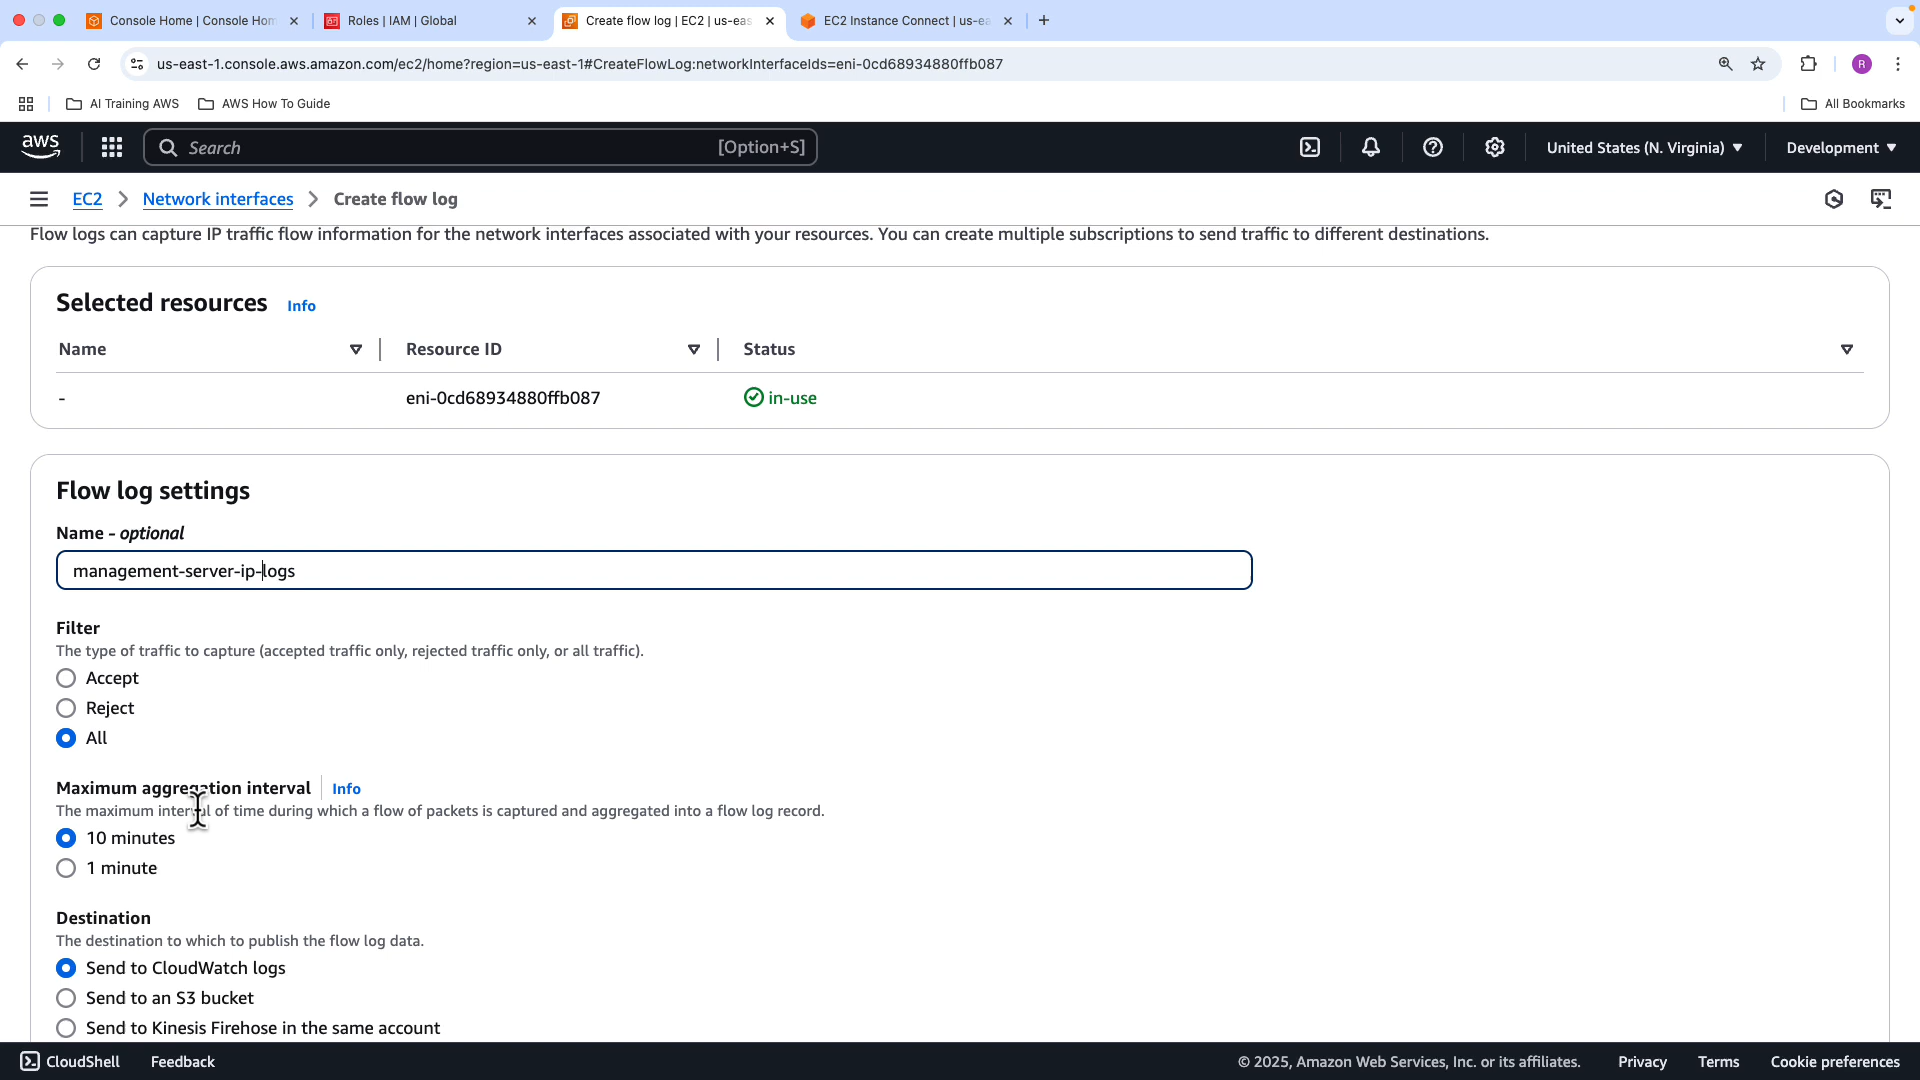 Console Home | Console Hom
Roles | IAM | Global
Create flow log | EC2 | us-eas
EC2 Instance Connect | us-ea
us-east-1.console.aws.amazon.com/ec2/home?region=us-east-1#CreateFlowLog:networkInterfaceIds=eni-0cd68934880ffb087
R
AI Training AWS
AWS How To Guide
All Bookmarks
aws
Search
[Option+S]
United States (N. Virginia)
Development
EC2
Network interfaces
Create flow log
Flow logs can capture IP traffic flow information for the network interfaces associated with your resources. You can create multiple subscriptions to send traffic to different destinations.
Selected resources Info
Name Resource ID Status
- eni-0cd68934880ffb087 in-use
Flow log settings
Name - optional
management-server-ip-logs
Filter
The type of traffic to capture (accepted traffic only, rejected traffic only, or all traffic).
Accept
Reject
All
Maximum aggregation interval Info
The maximum interval of time during which a flow of packets is captured and aggregated into a flow log record.
10 minutes
1 minute
Destination
The destination to which to publish the flow log data.
Send to CloudWatch logs
Send to an S3 bucket
Send to Kinesis Firehose in the same account
CloudShell Feedback © 2025, Amazon Web Services, Inc. or its affiliates. Privacy Terms Cookie preferences